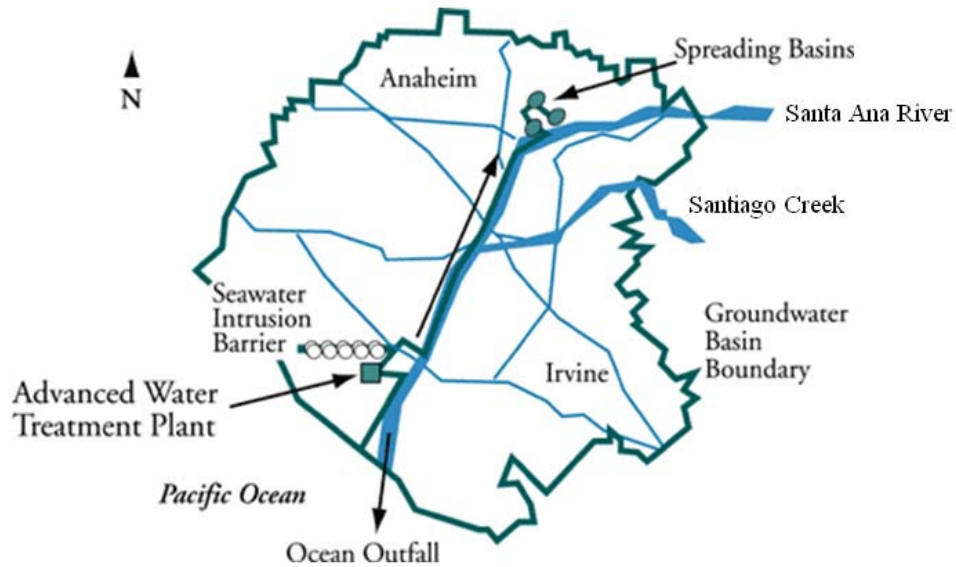 Spreading Basins
Anaheim
N
Santa Ana River
Santiago Creek
Seawater
Intrusion
Barrier
Groundwater
Basin
Boundary
Irvine
Advanced Water
Treatment Plant
Pacific Ocean
Ocean Outfall